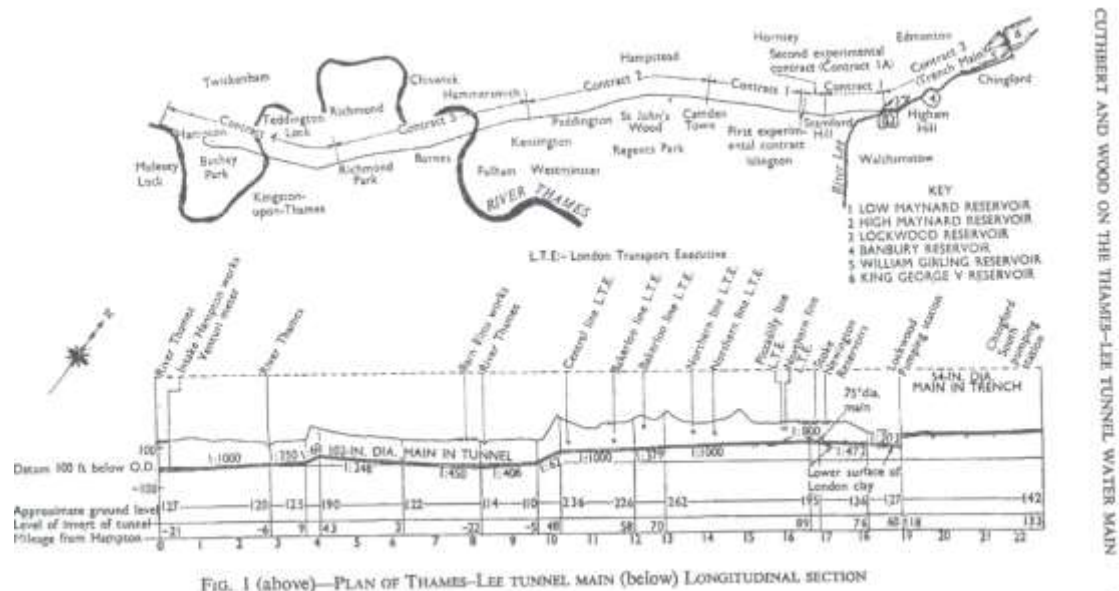 CUTHBERT AND WOOD ON THE THAMES–LEE TUNNEL WATER MAIN
Twickenham
Teddington
Lock
Richmond
Chiswick
Hammersmith
Contract 2
Hampstead
Hornsey
Second experimental
contract (Contract 1A)
Edmonton
Contract 3
(Trench Main)
Chingford
Contract
Hampton
Contract 3
Contract 1
Contract
Molesey
Lock
Bushey
Park
Kingston-
upon-Thames
Richmond
Park
Barnes
Fulham
Kensington
Westminster
Paddington
St John's
Wood
Regents Park
Camden
Town
First experim-
ental contract
Islington
Stamford
Hill
Higham
Hill
Walthamstow
River Lee
RIVER THAMES
KEY
1 LOW MAYNARD RESERVOIR
2 HIGH MAYNARD RESERVOIR
3 LOCKWOOD RESERVOIR
4 BANBURY RESERVOIR
5 WILLIAM GIRLING RESERVOIR
6 KING GEORGE V RESERVOIR
L.T.E:– London Transport Executive
N
River Thames
Intake Hampton works
Venturi meter
River Thames
Barn Elms works
River Thames
Central line L.T.E.
Bakerloo line L.T.E.
Bakerloo line L.T.E.
Northern line L.T.E.
Northern line L.T.E.
Piccadilly line
L.T.E.
Northern line
L.T.E.
Stoke
Newington
Reservoirs
Lockwood
Pumping station
Chingford
South
pumping
station
54-IN. DIA.
MAIN IN TRENCH
75" dia.
main
102-IN. DIA. MAIN IN TUNNEL
1:1000
1:350
1:60
1:248
1:450
1:406
1:62
1:1000
1:379
1:1000
1:800
1:472
Lower surface of
London clay
100
Datum 100 ft below O.D.
–100
Approximate ground level 127 120 125 190 122 114 110 236 226 262 195 136 127 142
Level of invert of tunnel –21 –6 9 43 3 –22 –5 48 58 70 89 76 60 118 133
Mileage from Hampton 0 1 2 3 4 5 6 7 8 9 10 11 12 13 14 15 16 17 18 19 20 21 22
FIG. 1 (above)—PLAN OF THAMES–LEE TUNNEL MAIN (below) LONGITUDINAL SECTION